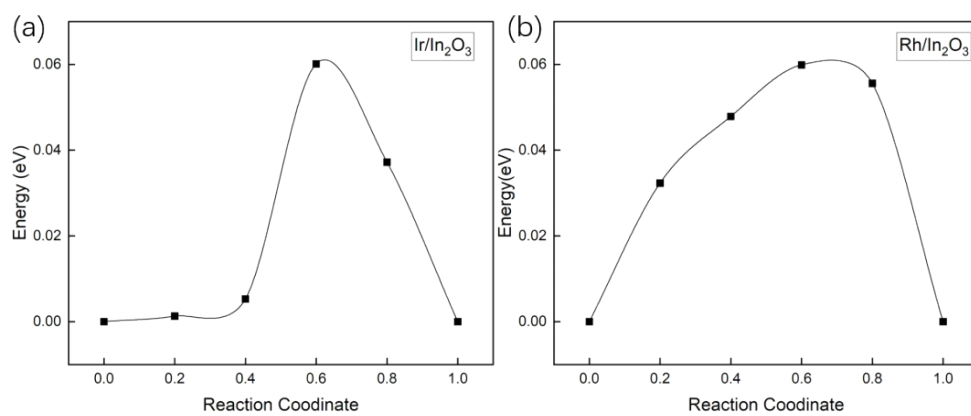 (a)
Ir/In₂O₃
Energy (eV)
0.06
0.04
0.02
0.00
0.0 0.2 0.4 0.6 0.8 1.0
Reaction Coodinate
(b)
Rh/In₂O₃
Energy(eV)
0.06
0.04
0.02
0.00
0.0 0.2 0.4 0.6 0.8 1.0
Reaction Coodinate